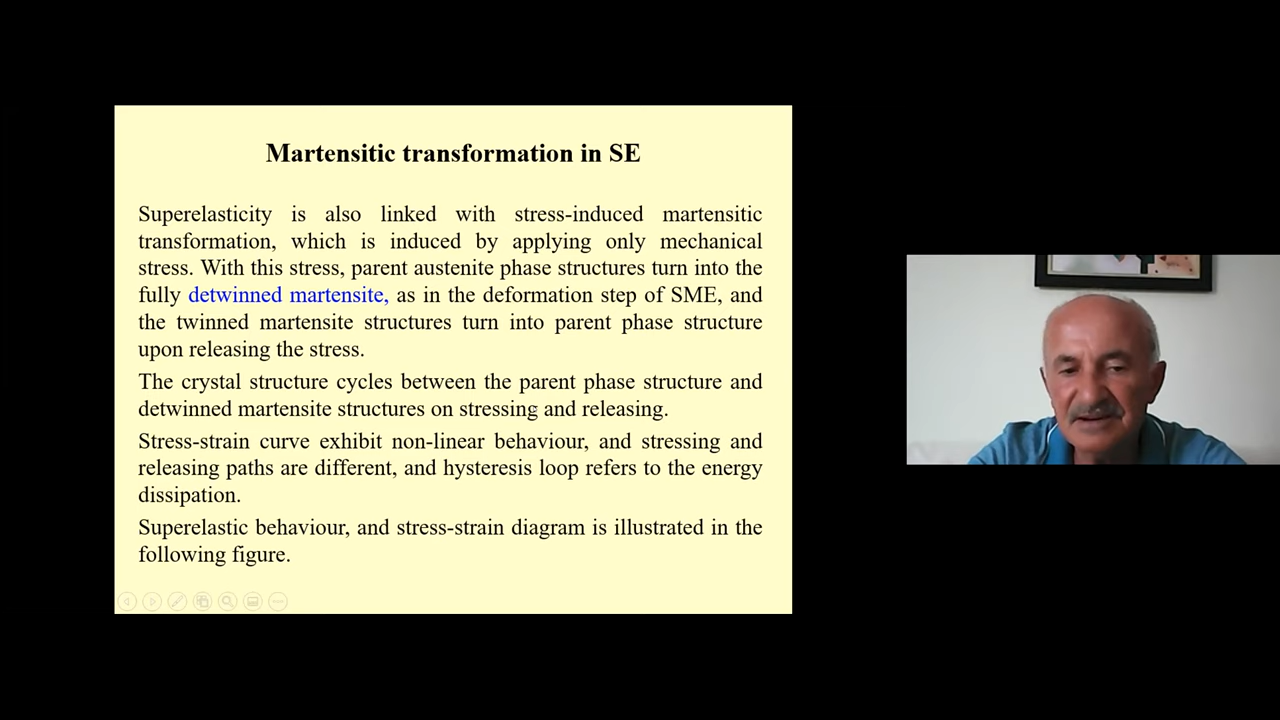 Martensitic transformation in SE
Superelasticity is also linked with stress-induced martensitic
transformation, which is induced by applying only mechanical
stress. With this stress, parent austenite phase structures turn into the
fully detwinned martensite, as in the deformation step of SME, and
the twinned martensite structures turn into parent phase structure
upon releasing the stress.
The crystal structure cycles between the parent phase structure and
detwinned martensite structures on stressing and releasing.
Stress-strain curve exhibit non-linear behaviour, and stressing and
releasing paths are different, and hysteresis loop refers to the energy
dissipation.
Superelastic behaviour, and stress-strain diagram is illustrated in the
following figure.